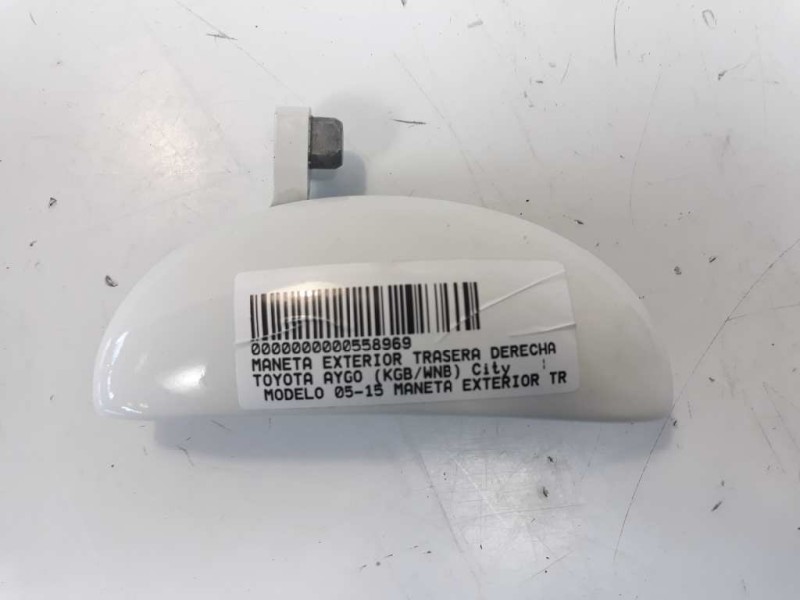 0000000000558969
MANETA EXTERIOR TRASERA DERECHA
TOYOTA AYGO (KGB/WNB) City
MODELO 05-15 MANETA EXTERIOR TR